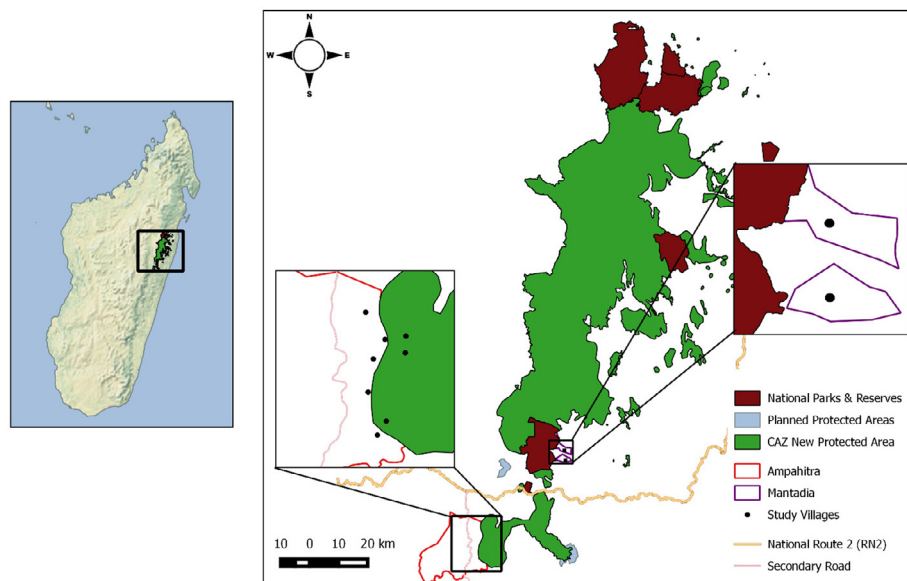 N
W E
S
National Parks & Reserves
Planned Protected Areas
CAZ New Protected Area
Ampahitra
Mantadia
Study Villages
National Route 2 (RN2)
Secondary Road
10 0 10 20 km